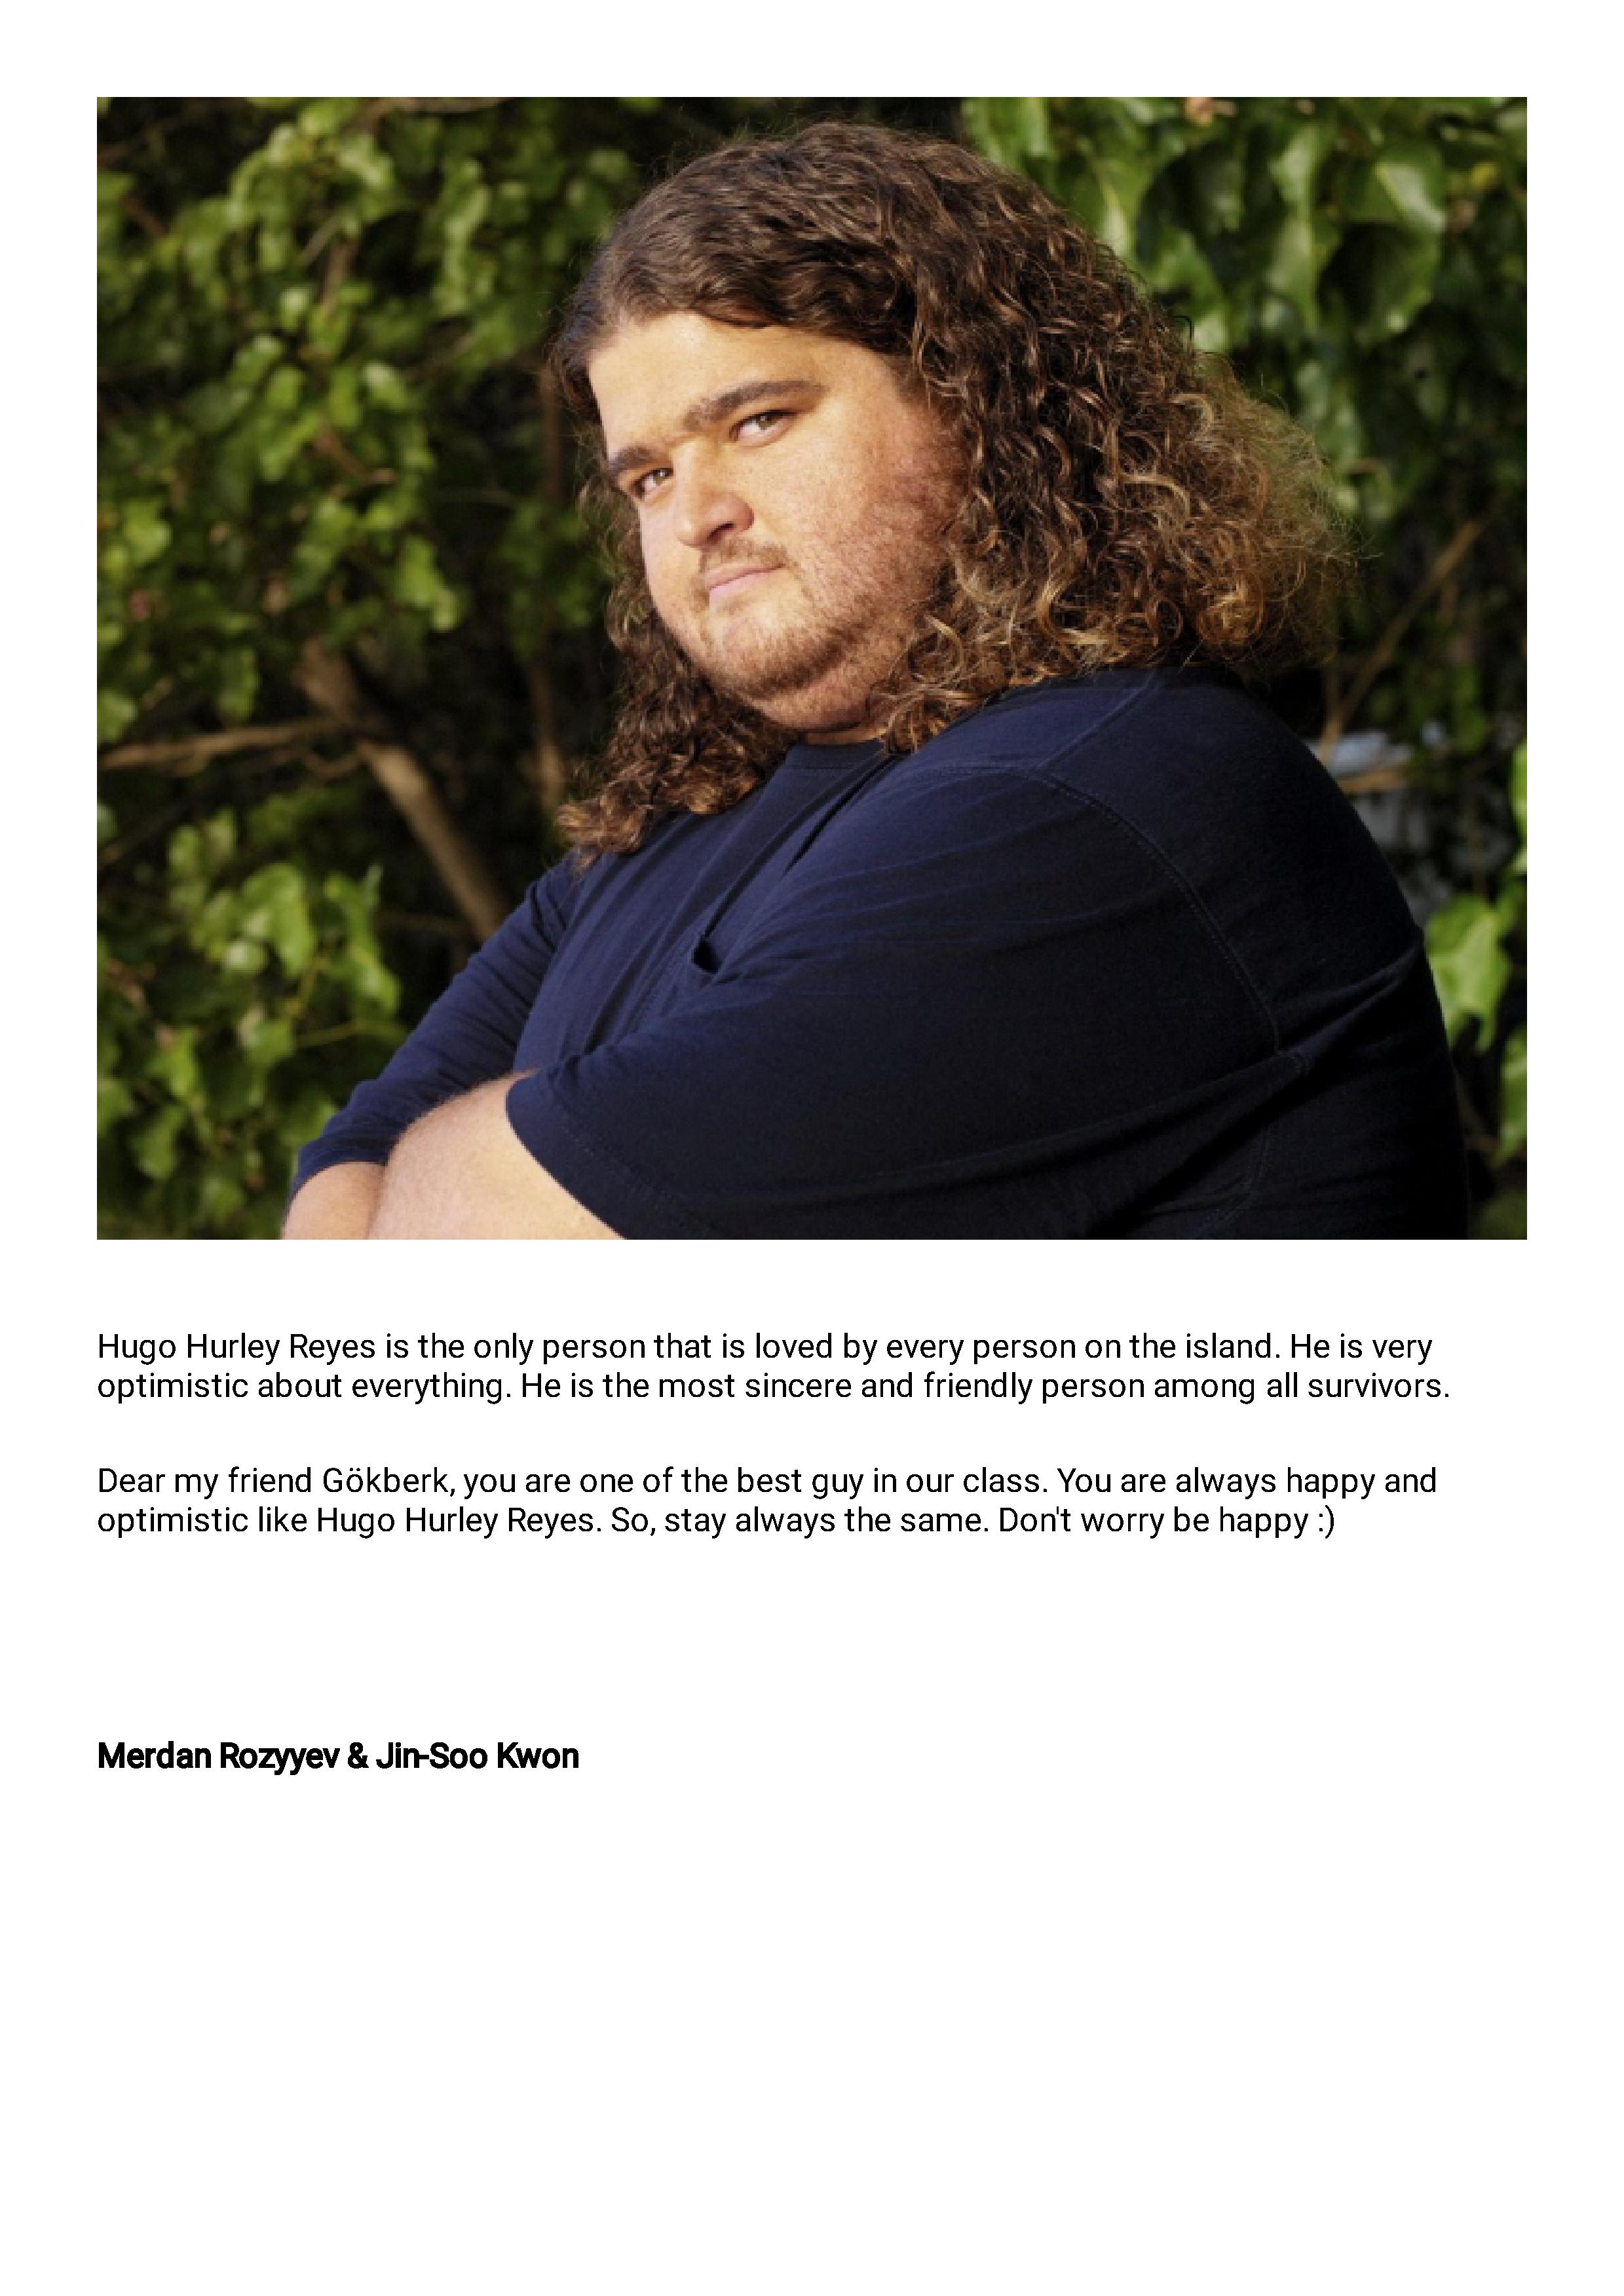 Hugo Hurley Reyes is the only person that is loved by every person on the island. He is very
optimistic about everything. He is the most sincere and friendly person among all survivors.
Dear my friend Gökberk, you are one of the best guy in our class. You are always happy and
optimistic like Hugo Hurley Reyes. So, stay always the same. Don't worry be happy :)
Merdan Rozyyev & Jin-Soo Kwon